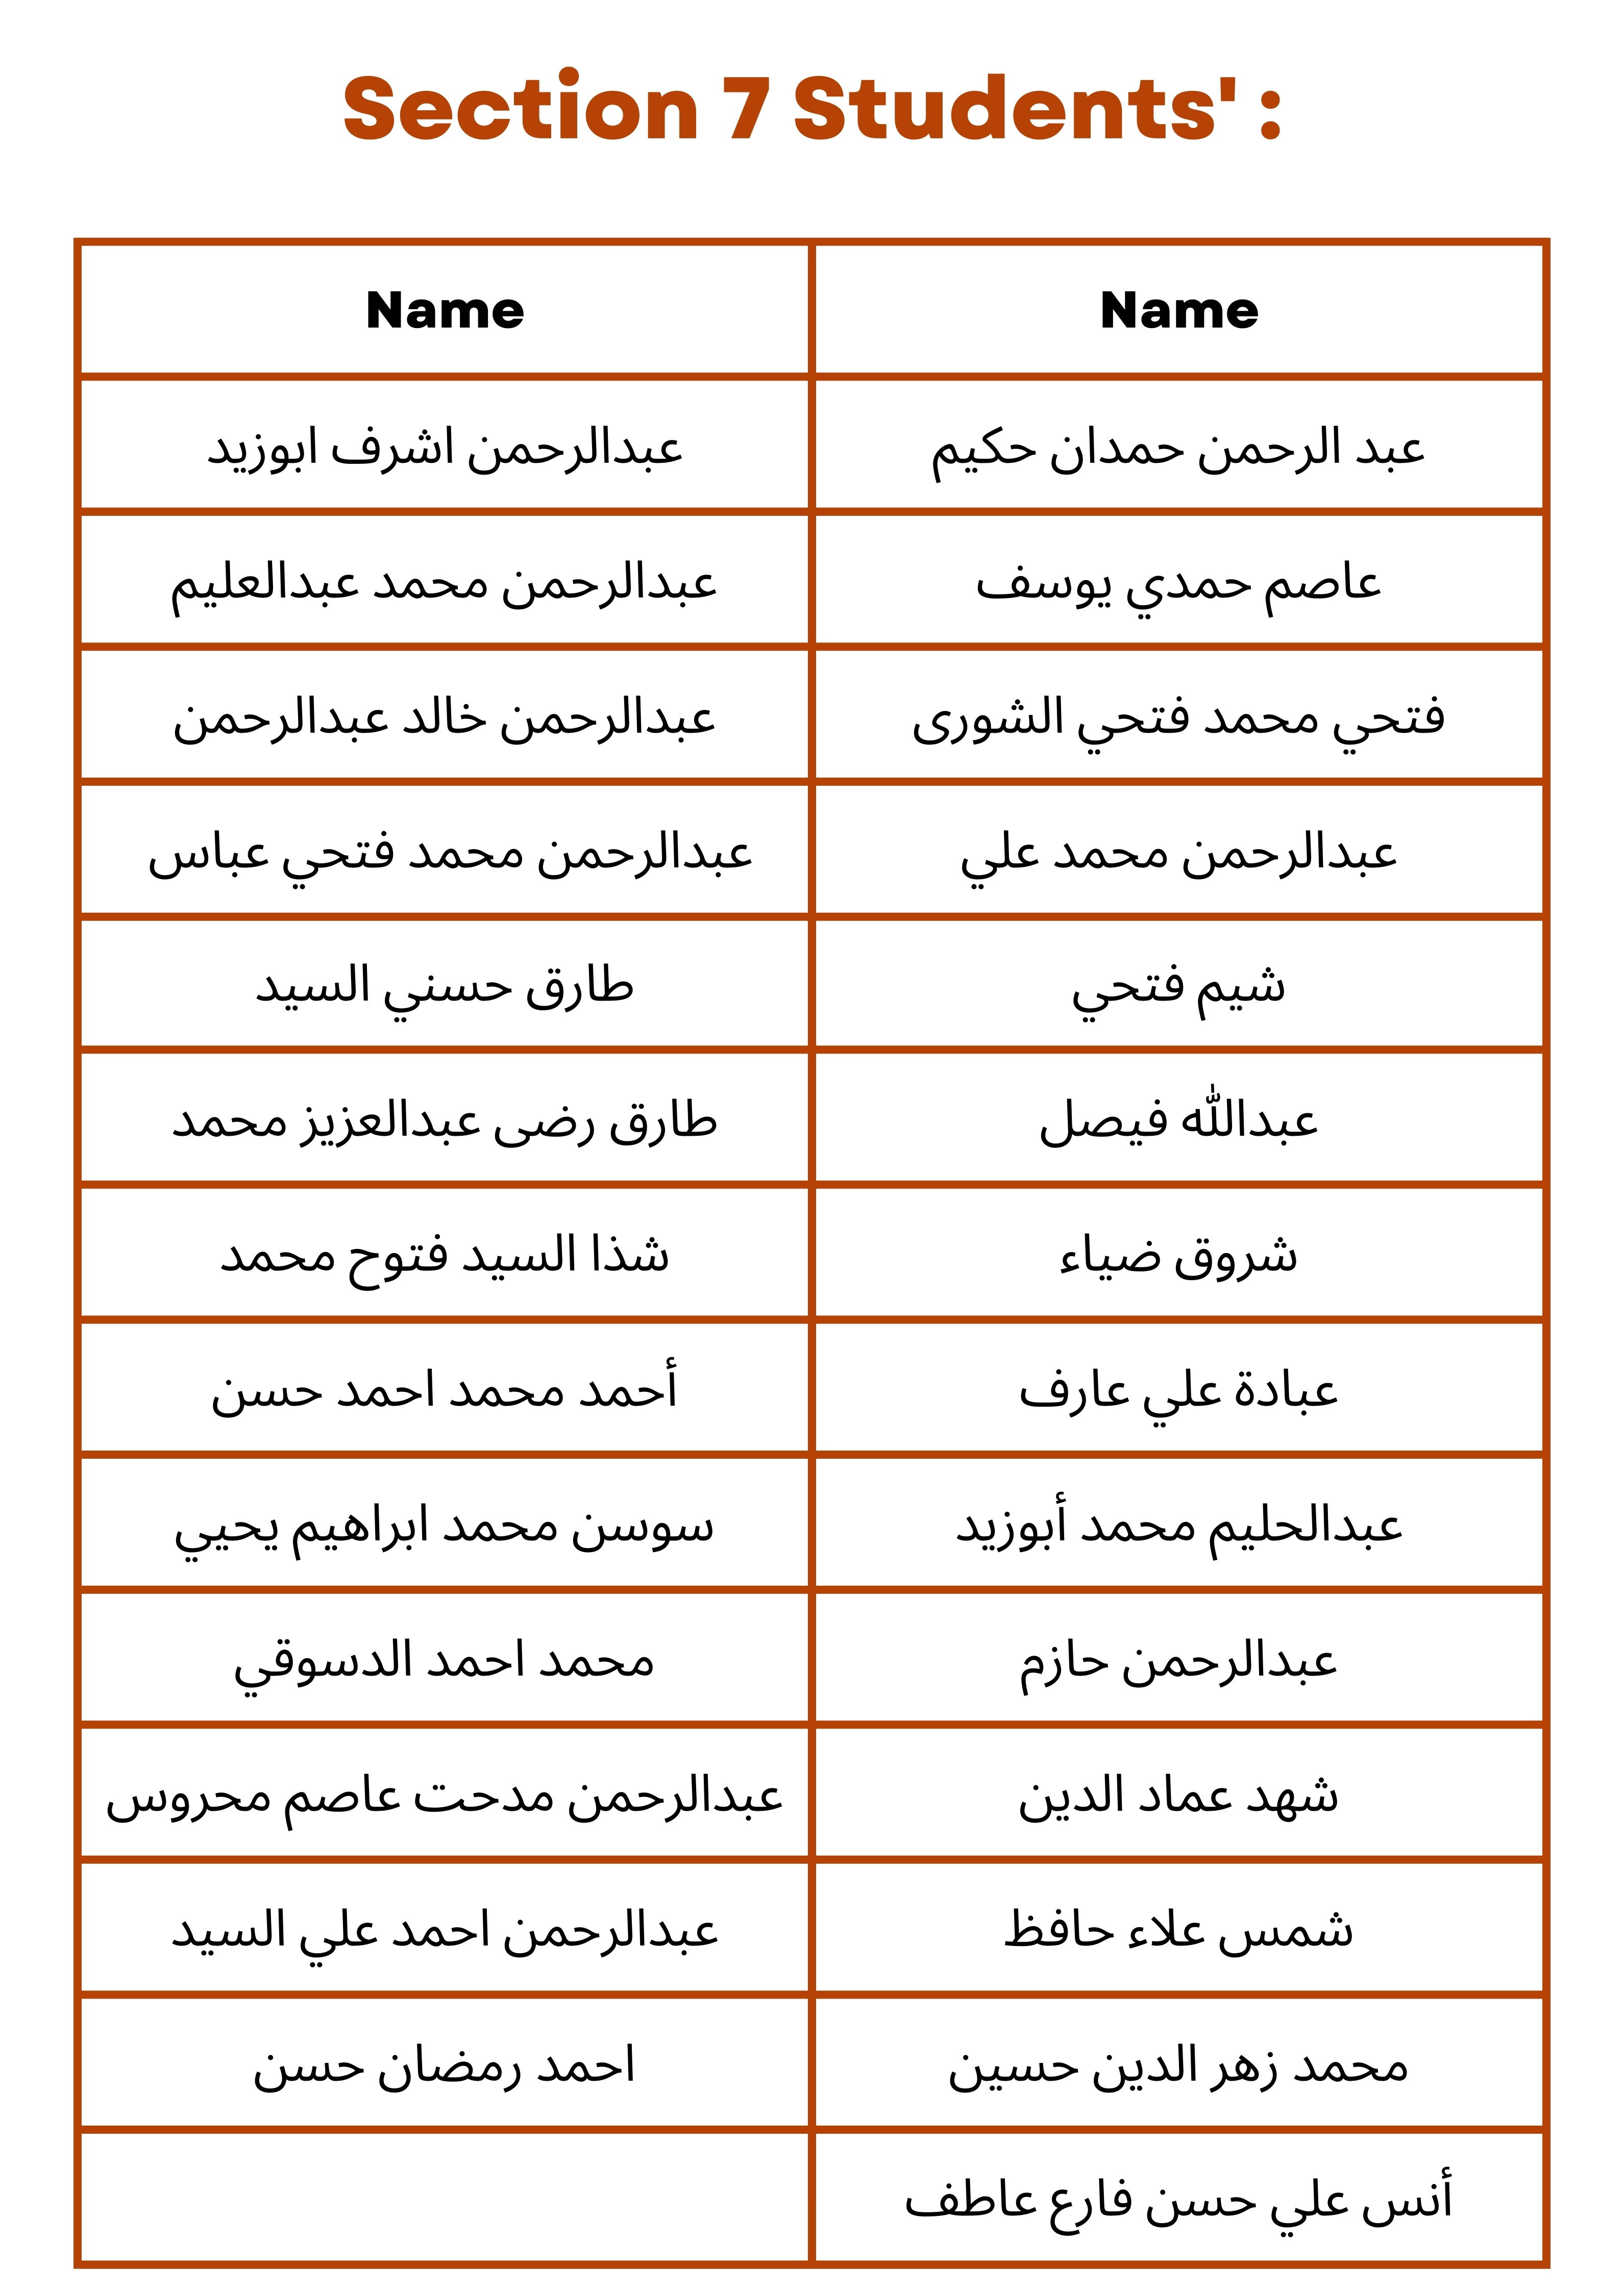 Section 7 Students' :
Name
Name
عبدالرحمن اشرف ابوزيد
عبد الرحمن حمدان حكيم
عبدالرحمن محمد عبدالعليم
عاصم حمدي يوسف
عبدالرحمن خالد عبدالرحمن
فتحي محمد فتحي الشورى
عبدالرحمن محمد فتحي عباس
عبدالرحمن محمد علي
طارق حسني السيد
شيم فتحي
طارق رضى عبدالعزيز محمد
عبدالله فيصل
شذا السيد فتوح محمد
شروق ضياء
أحمد محمد احمد حسن
عبادة علي عارف
سوسن محمد ابراهيم يحيي
عبدالحليم محمد أبوزيد
محمد احمد الدسوقي
عبدالرحمن حازم
عبدالرحمن مدحت عاصم محروس
شهد عماد الدين
عبدالرحمن احمد علي السيد
شمس علاء حافظ
احمد رمضان حسن
محمد زهر الدين حسين
أنس علي حسن فارع عاطف